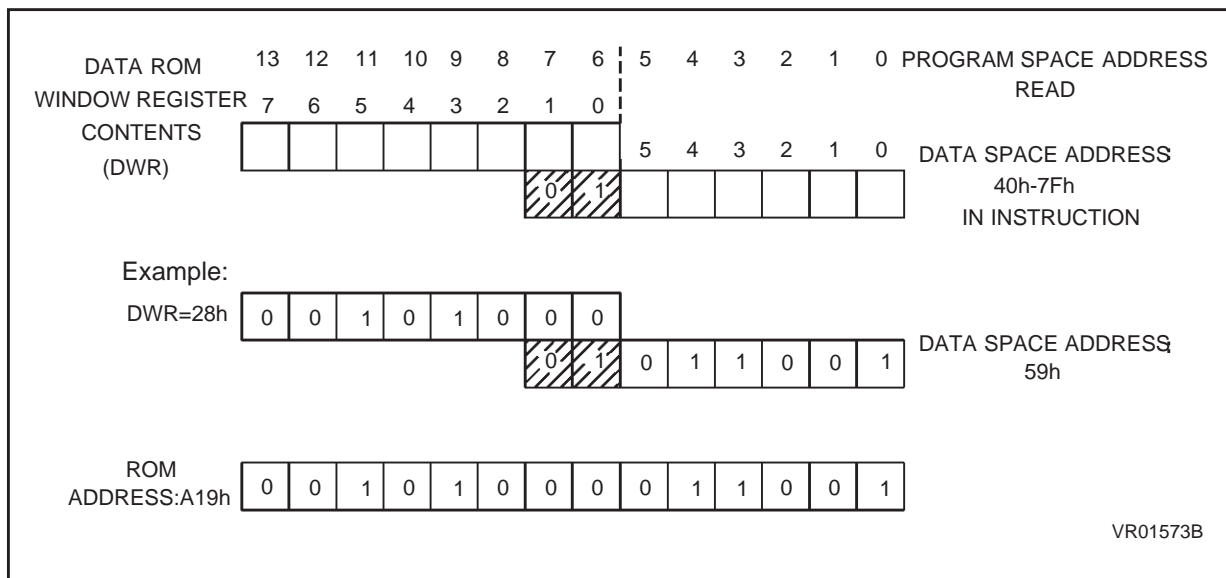 13 12 11 10 9 8 7 6 5 4 3 2 1 0 PROGRAM SPACE ADDRESS
READ
DATA ROM
WINDOW REGISTER 7 6 5 4 3 2 1 0
CONTENTS
(DWR)
5 4 3 2 1 0 DATA SPACE ADDRESS:
0 1 40h-7Fh
IN INSTRUCTION
Example:
DWR=28h 0 0 1 0 1 0 0 0
0 1 0 1 1 0 0 1 DATA SPACE ADDRESS:
59h
ROM
ADDRESS:A19h 0 0 1 0 1 0 0 0 0 1 1 0 0 1
VR01573B